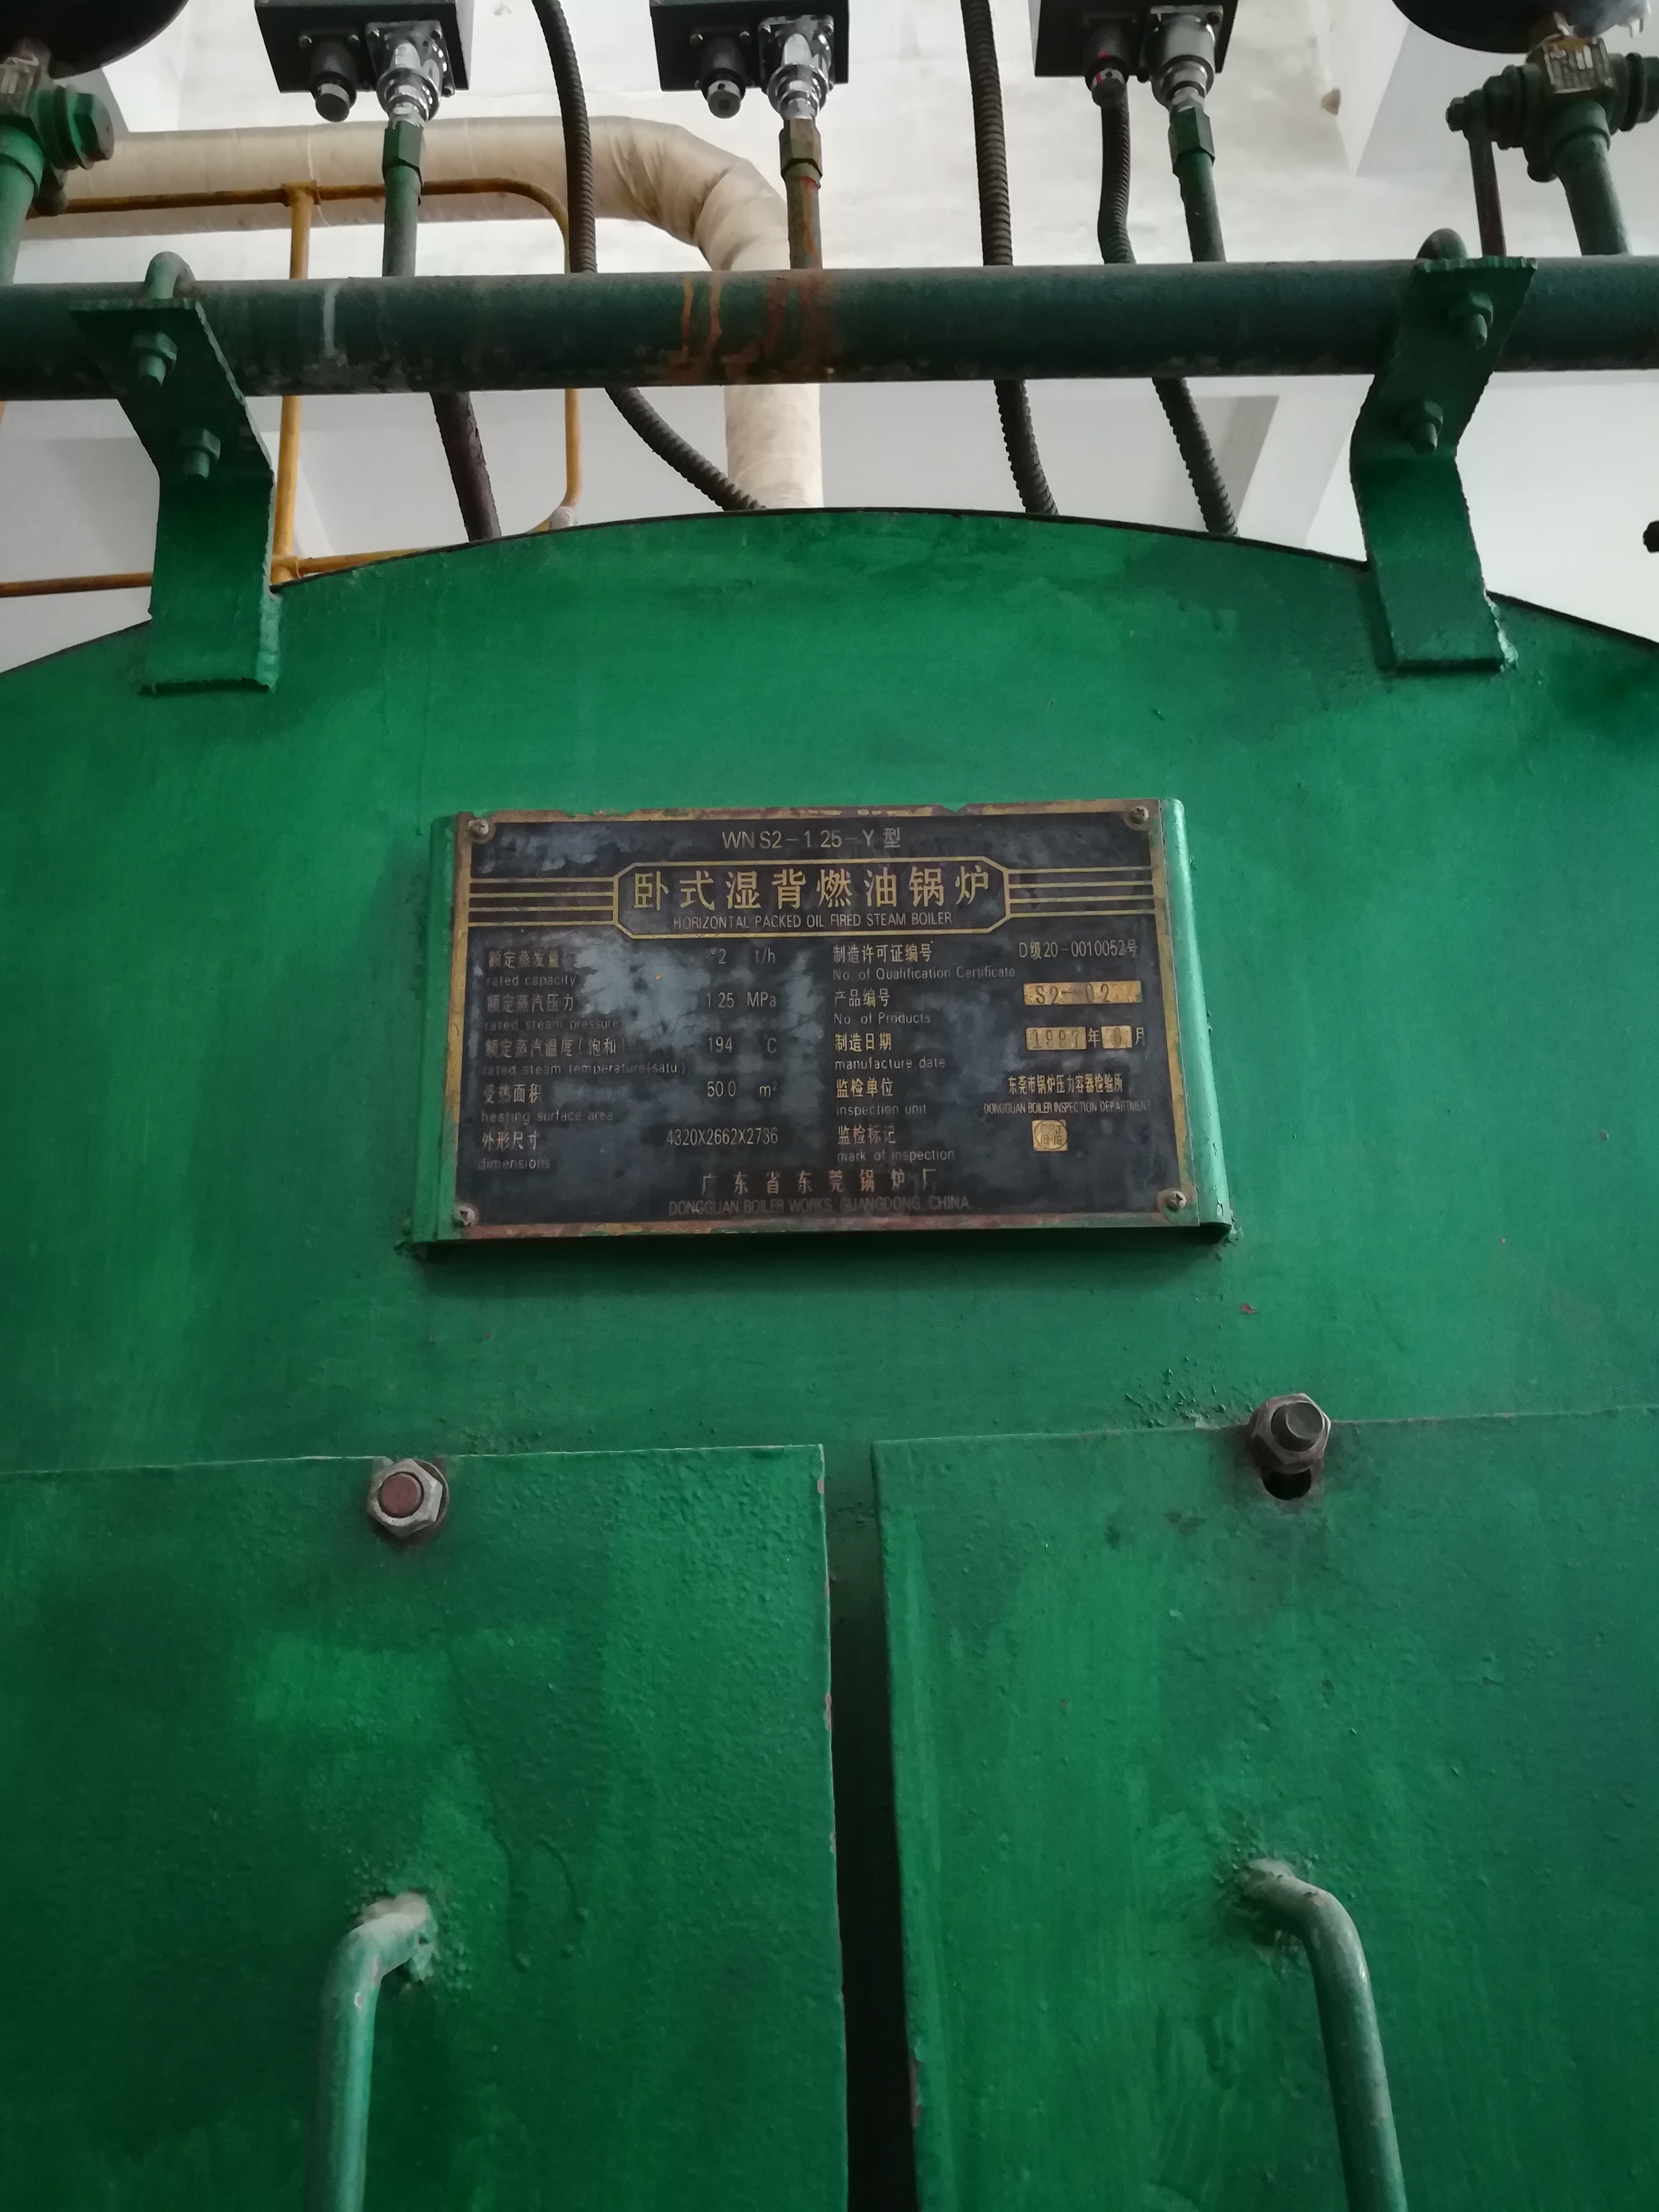 WNS2-1.25-Y 型
卧式湿背燃油锅炉
HORIZONTAL PACKED OIL FIRED STEAM BOILER
额定蒸发量 2 t/h
rated capacity
额定蒸汽压力 1.25 MPa
rated steam pressure
额定蒸汽温度(饱和) 194 ℃
rated steam temperature(satu)
受热面积 50.0 m²
heating surface area
外形尺寸 4320X2662X2736
dimensions
制造许可证编号 D级20-0010052号
No. of Qualification Certificate
产品编号 S2-02
No. of Products
制造日期 1997年6月
manufacture date
监检单位 东莞市锅炉压力容器检验所
inspection unit DONGGUAN BOILER INSPECTION DEPARTMENT
监检标记
mark of inspection
广东省东莞锅炉厂
DONGGUAN BOILER WORKS, GUANGDONG, CHINA.